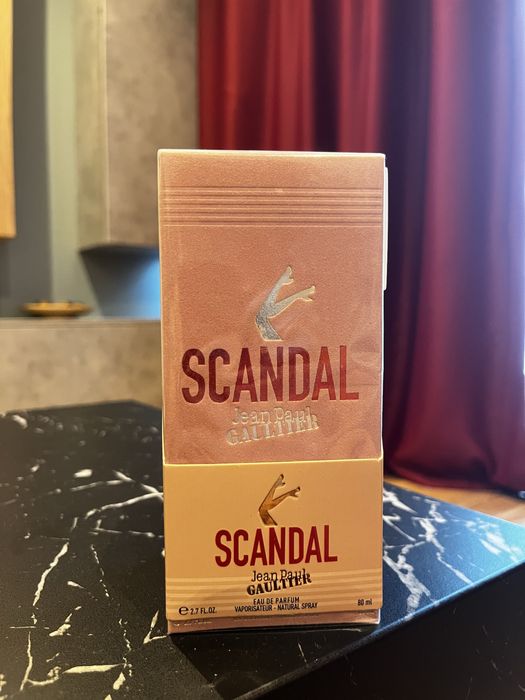 SCANDAL
Jean Paul
GAULTIER
SCANDAL
Jean Paul
GAULTIER
EAU DE PARFUM
℮ 2.7 FL.OZ. VAPORISATEUR - NATURAL SPRAY 80 ml